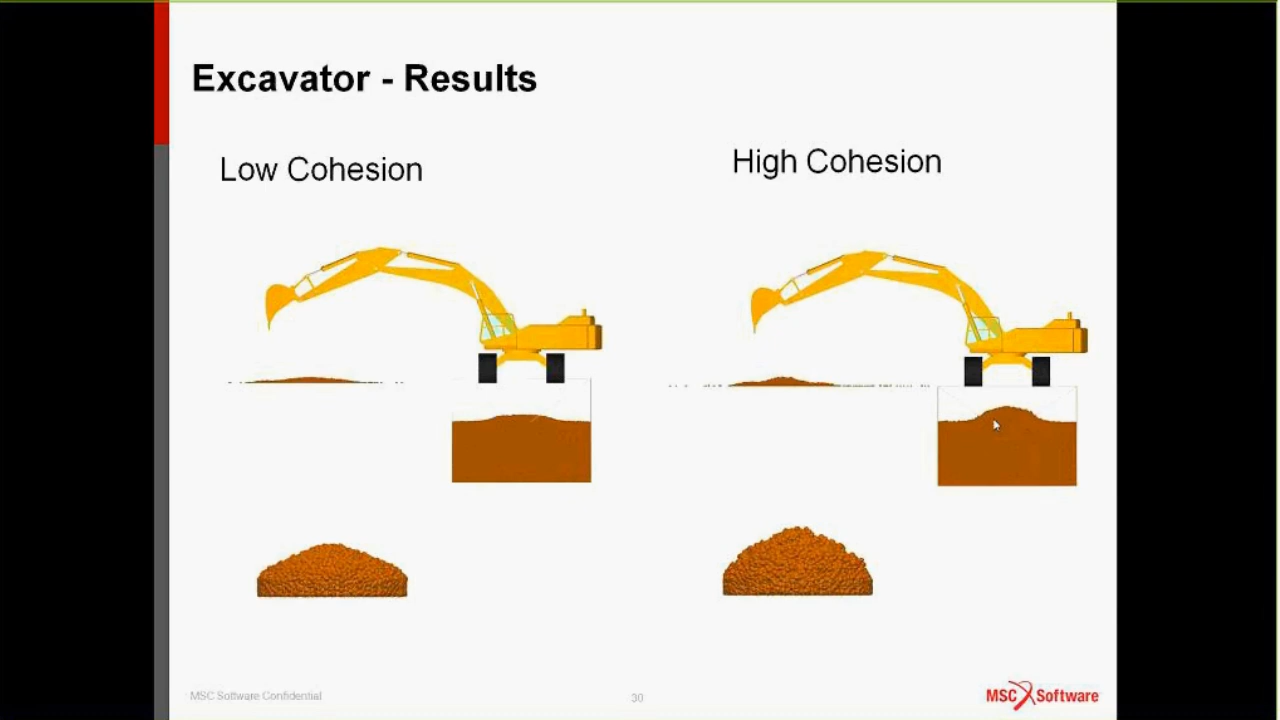 Excavator - Results
Low Cohesion
High Cohesion
MSC Software Confidential
30
MSC Software